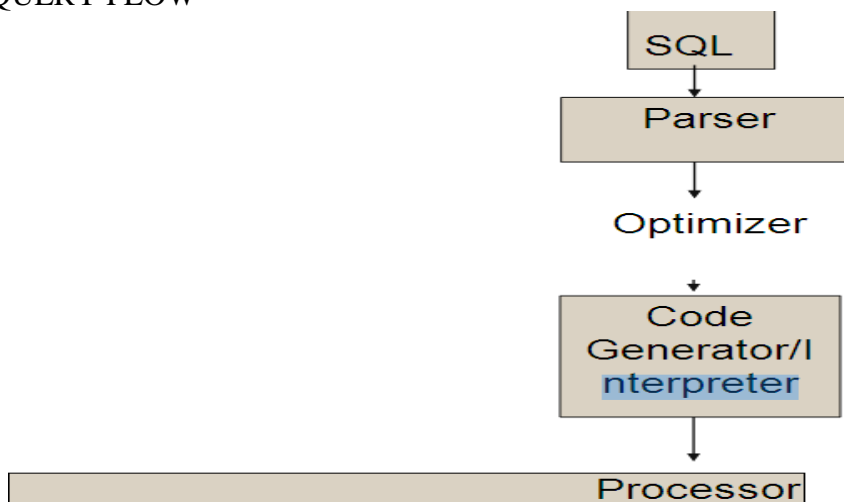 QUERY FLOW
SQL
Parser
Optimizer
Code
Generator/I
nterpreter
Processor